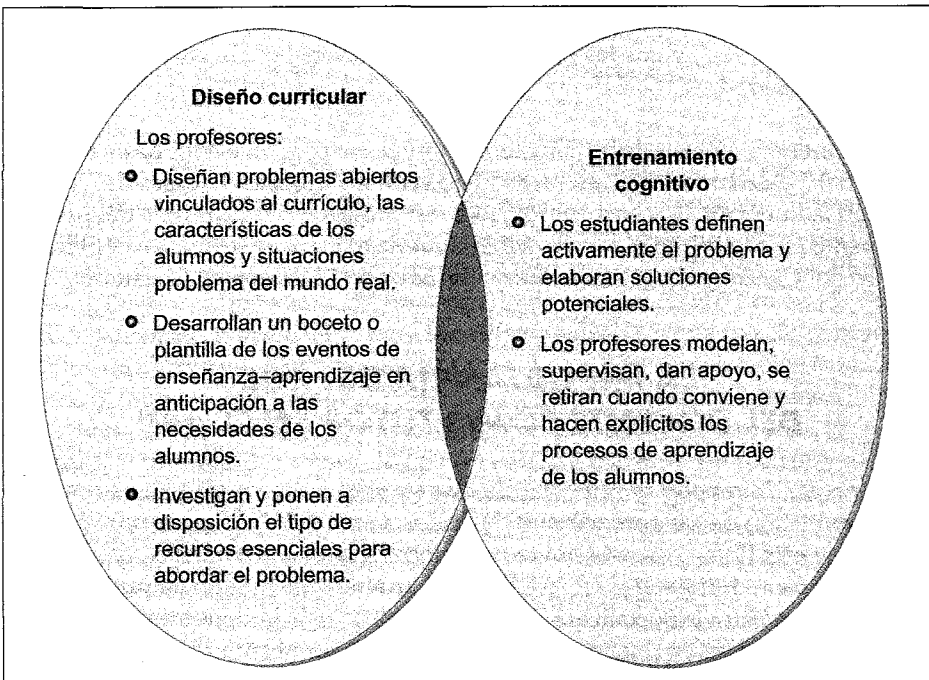 Diseño curricular
Los profesores:
Diseñan problemas abiertos
vinculados al currículo, las
características de los
alumnos y situaciones
problema del mundo real.
Desarrollan un boceto o
plantilla de los eventos de
enseñanza–aprendizaje en
anticipación a las
necesidades de los
alumnos.
Investigan y ponen a
disposición el tipo de
recursos esenciales para
abordar el problema.
Entrenamiento
cognitivo
Los estudiantes definen
activamente el problema y
elaboran soluciones
potenciales.
Los profesores modelan,
supervisan, dan apoyo, se
retiran cuando conviene y
hacen explícitos los
procesos de aprendizaje
de los alumnos.